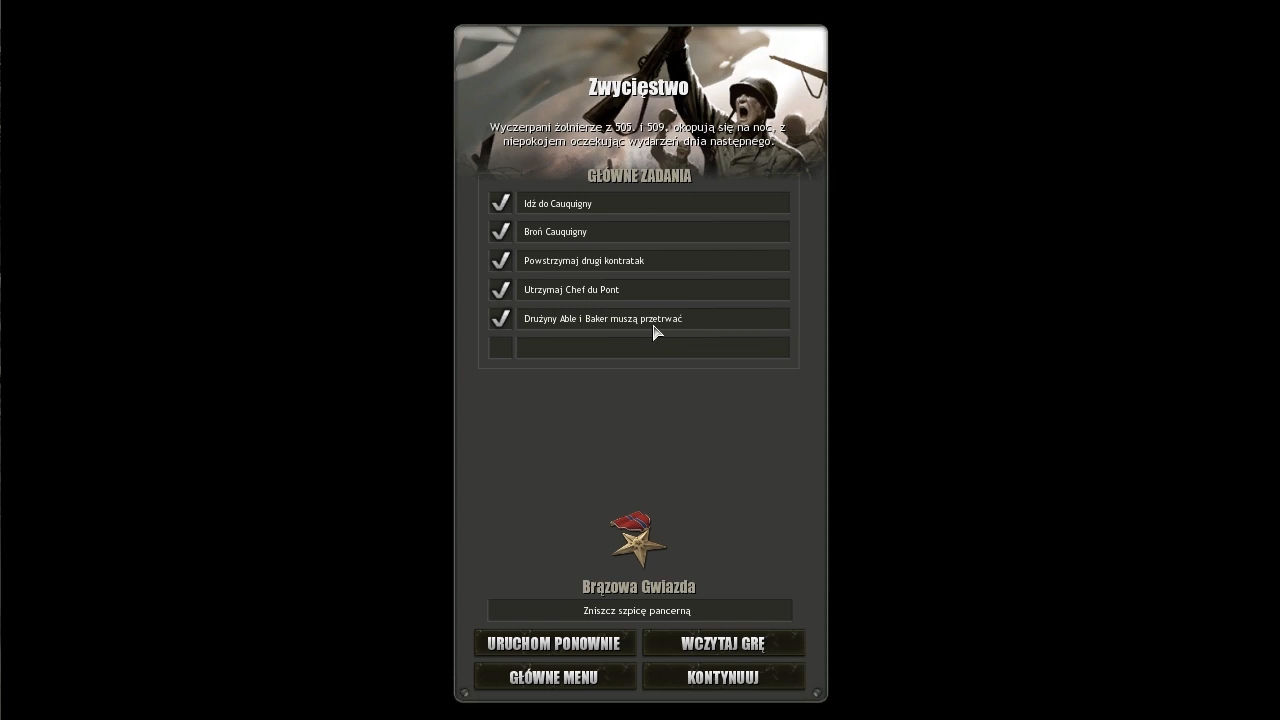 Zwycięstwo
Wyczerpani żołnierze z 505. i 509. okopują się na noc, z
niepokojem oczekując wydarzeń dnia następnego.
GŁÓWNE ZADANIA
Idź do Cauquigny
Broń Cauquigny
Powstrzymaj drugi kontratak
Utrzymaj Chef du Pont
Drużyny Able i Baker muszą przetrwać
Brązowa Gwiazda
Zniszcz szpicę pancerną
URUCHOM PONOWNIE
WCZYTAJ GRĘ
GŁÓWNE MENU
KONTYNUUJ